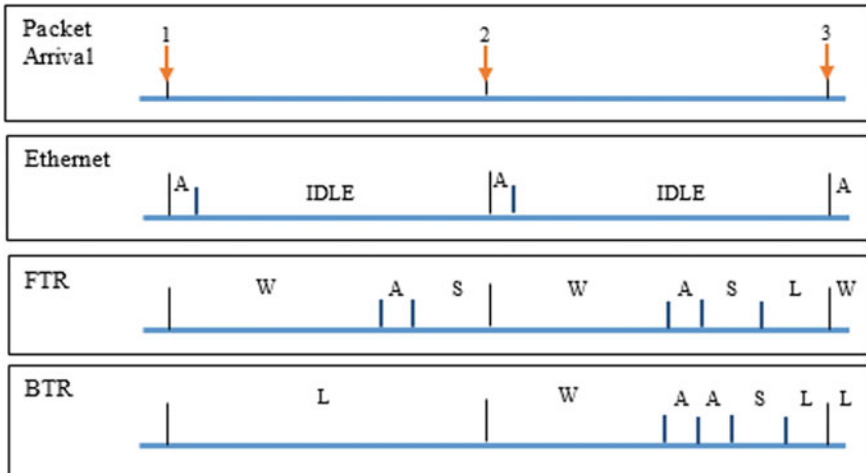 Packet Arrival 1 2 3
Ethernet
A IDLE A IDLE A
FTR
W A S W A S L W
BTR
L W A A S L L